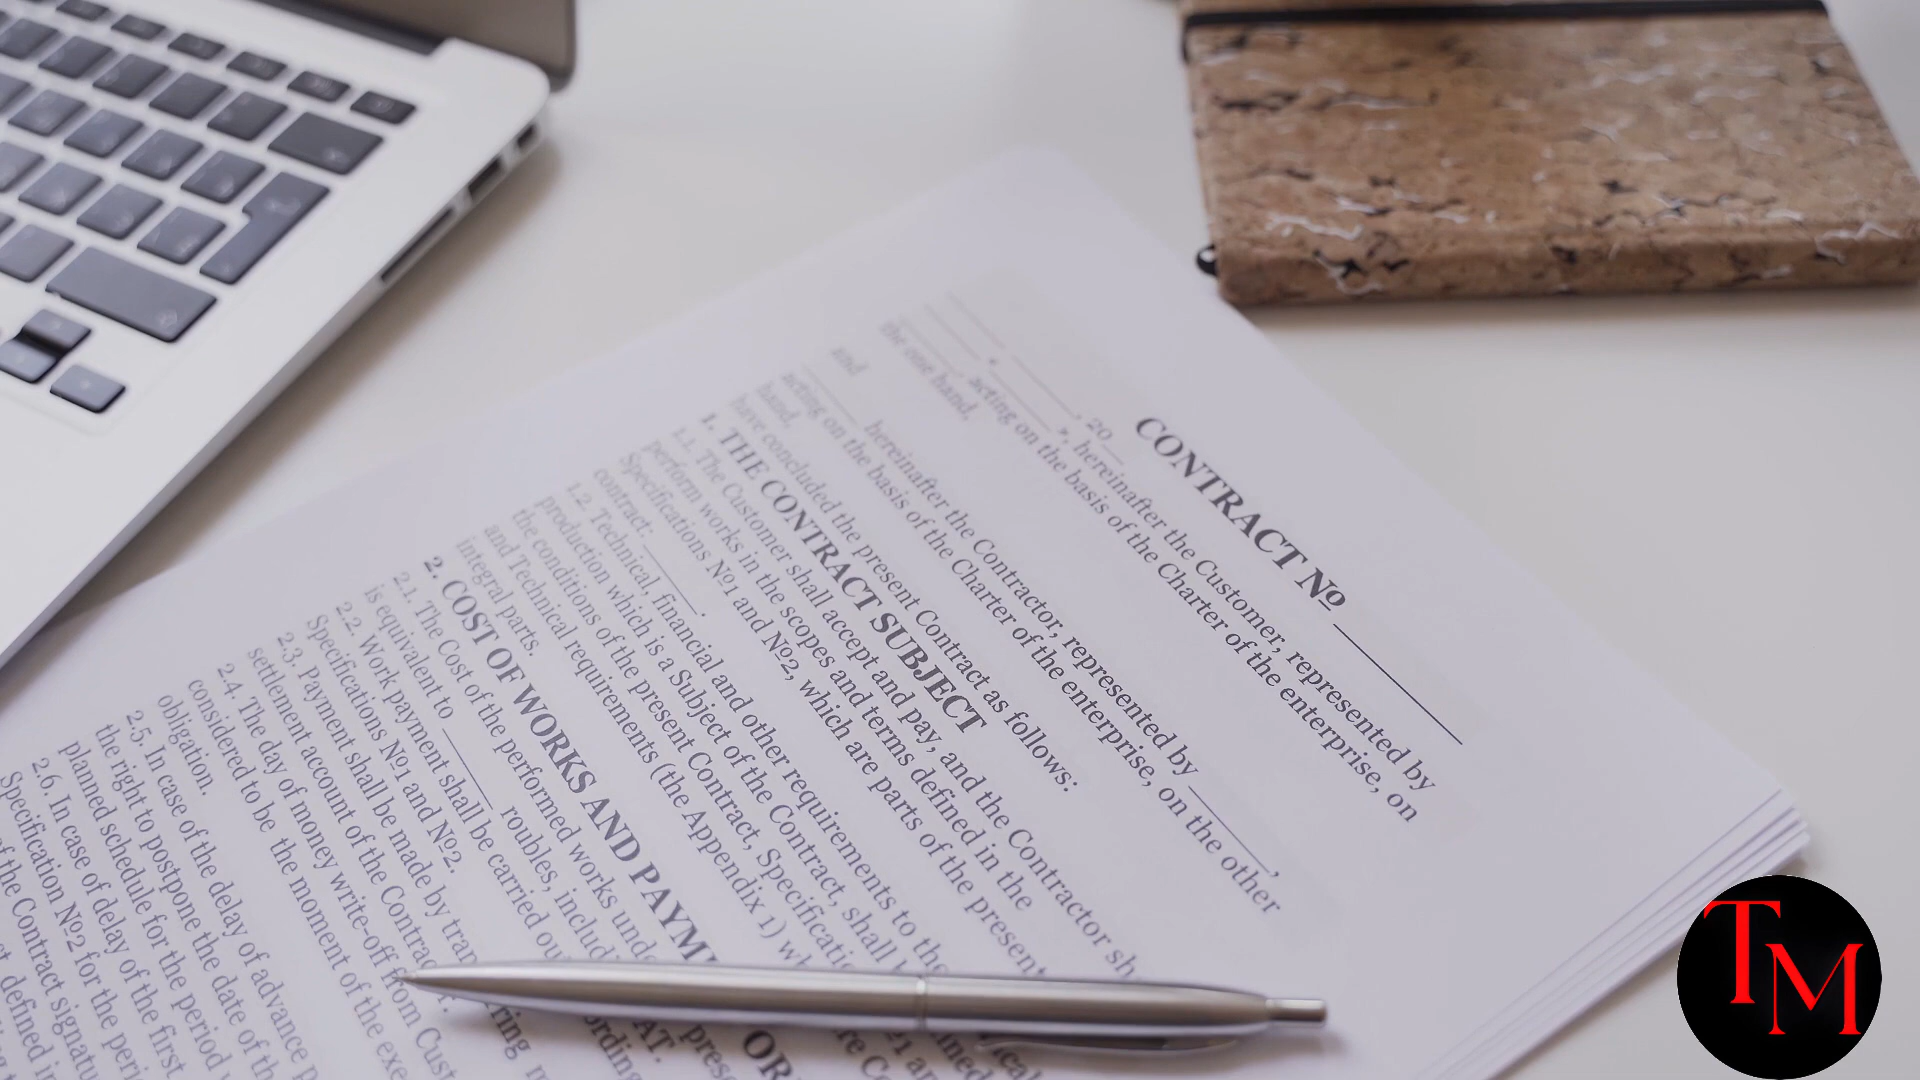 CONTRACT №
20
«
», hereinafter the Customer, represented by
acting on the basis of the Charter of the enterprise, on
the one hand,
and
hereinafter the Contractor, represented by ,
acting on the basis of the Charter of the enterprise, on the other
hand,
have concluded the present Contract as follows:
1. THE CONTRACT SUBJECT
1.1. The Customer shall accept and pay, and the Contractor sh
perform works in the scopes and terms defined in the
Specifications №1 and №2, which are parts of the present
contract:
1.2. Technical, financial and other requirements to the
production which is a Subject of the Contract, shall
the conditions of the present Contract, Specificatio
and Technical requirements (the Appendix 1) wh
integral parts.
2. COST OF WORKS AND PAYM
2.1. The Cost of the performed works unde
is equivalent to roubles, includ
2.2. Work payment shall be carried ou
Specifications №1 and №2.
2.3. Payment shall be made by tran
settlement account of the Contrac
2.4. The day of money write-off from Cust
considered to be the moment of the exe
obligation.
2.5. In case of the delay of advance p
the right to postpone the date of th
planned schedule for the period
2.6. In case of delay of the first
Specification №2 for the peri
of the Contract signatu
defined in
TM